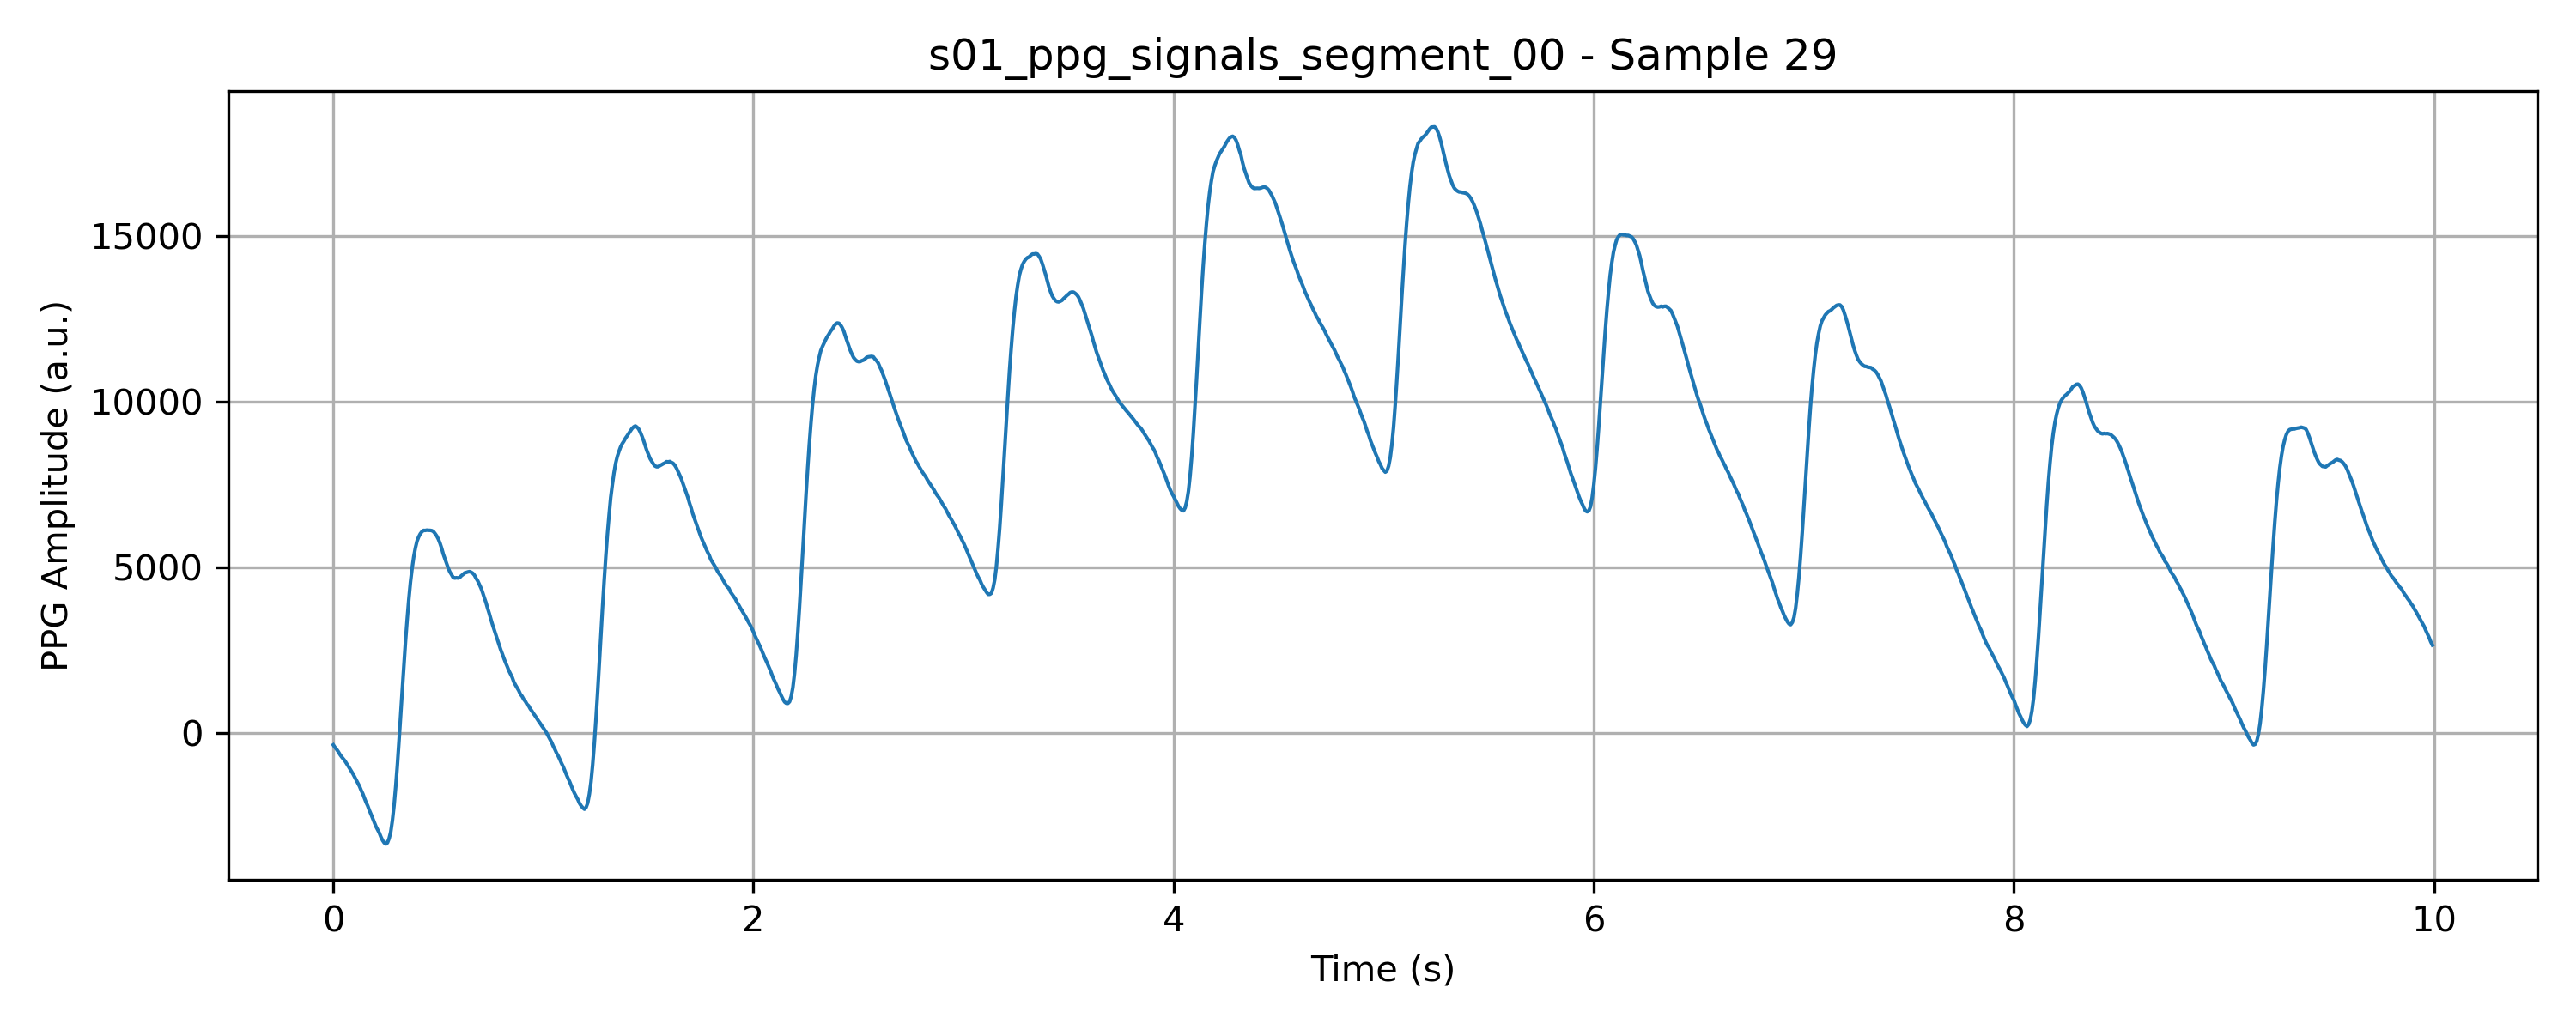 s01_ppg_signals_segment_00 - Sample 29
PPG Amplitude (a.u.)
15000
10000
5000
0
0 2 4 6 8 10
Time (s)